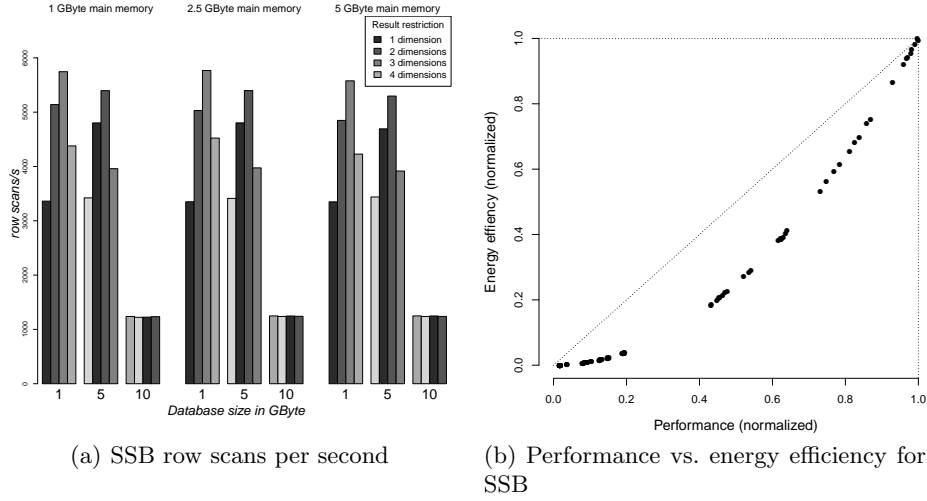 1 GByte main memory
2.5 GByte main memory
5 GByte main memory
Result restriction
1 dimension
2 dimensions
3 dimensions
4 dimensions
row scans/s
6000
5000
4000
3000
2000
1000
0
1 5 10 1 5 10 1 5 10
Database size in GByte
(a) SSB row scans per second
Energy effiency (normalized)
1.0
0.8
0.6
0.4
0.2
0.0
0.0 0.2 0.4 0.6 0.8 1.0
Performance (normalized)
(b) Performance vs. energy efficiency for
SSB